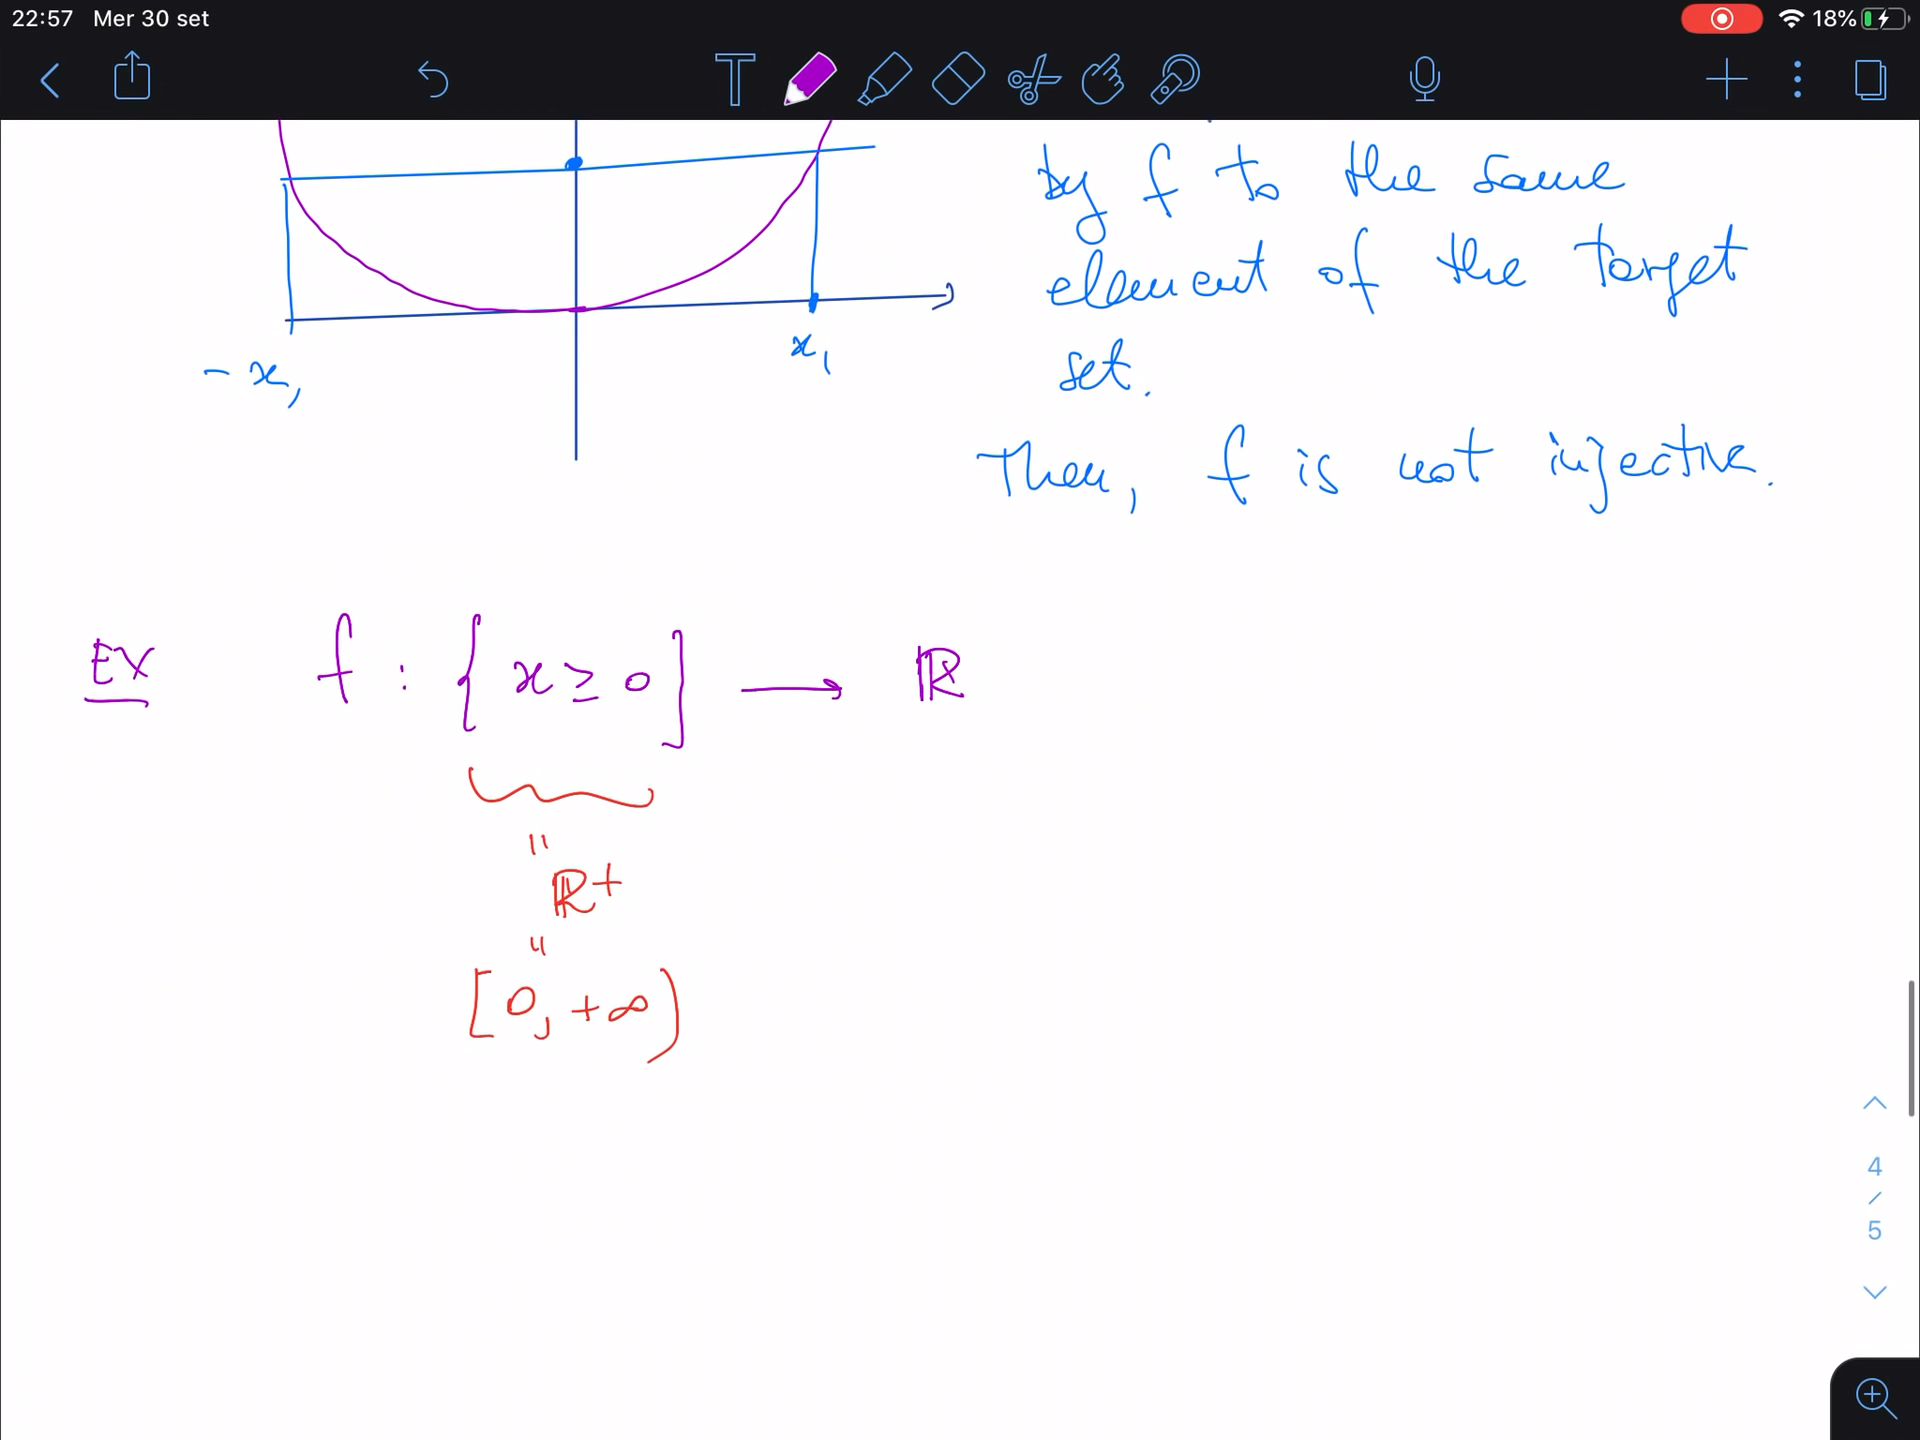 22:57 Mer 30 set
18%
T
by f to the same
element of the target
set.
- x₁
x₁
Then, f is not injective.
EX f : { x ≥ 0 } → ℝ
"
ℝ+
"
[0, +∞)
4
/
5